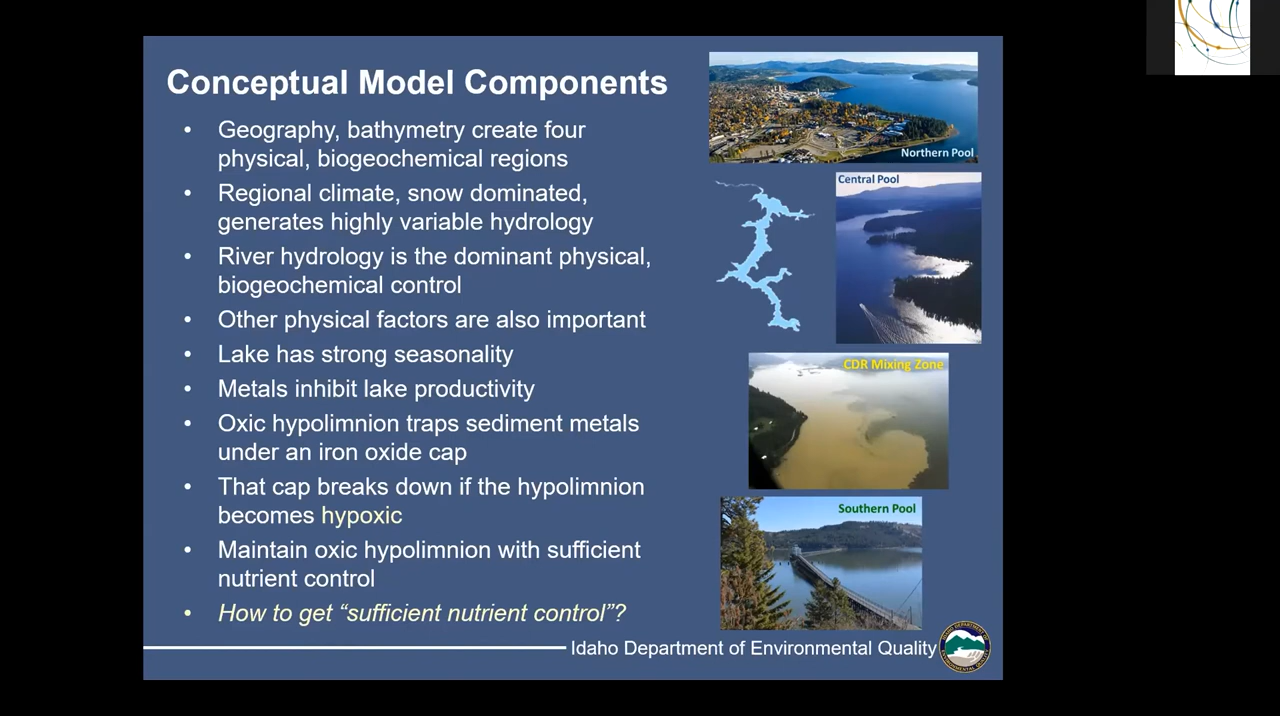 Conceptual Model Components
• Geography, bathymetry create four
physical, biogeochemical regions
• Regional climate, snow dominated,
generates highly variable hydrology
• River hydrology is the dominant physical,
biogeochemical control
• Other physical factors are also important
• Lake has strong seasonality
• Metals inhibit lake productivity
• Oxic hypolimnion traps sediment metals
under an iron oxide cap
• That cap breaks down if the hypolimnion
becomes hypoxic
• Maintain oxic hypolimnion with sufficient
nutrient control
• How to get “sufficient nutrient control”?
Northern Pool
Central Pool
CDR Mixing Zone
Southern Pool
Idaho Department of Environmental Quality